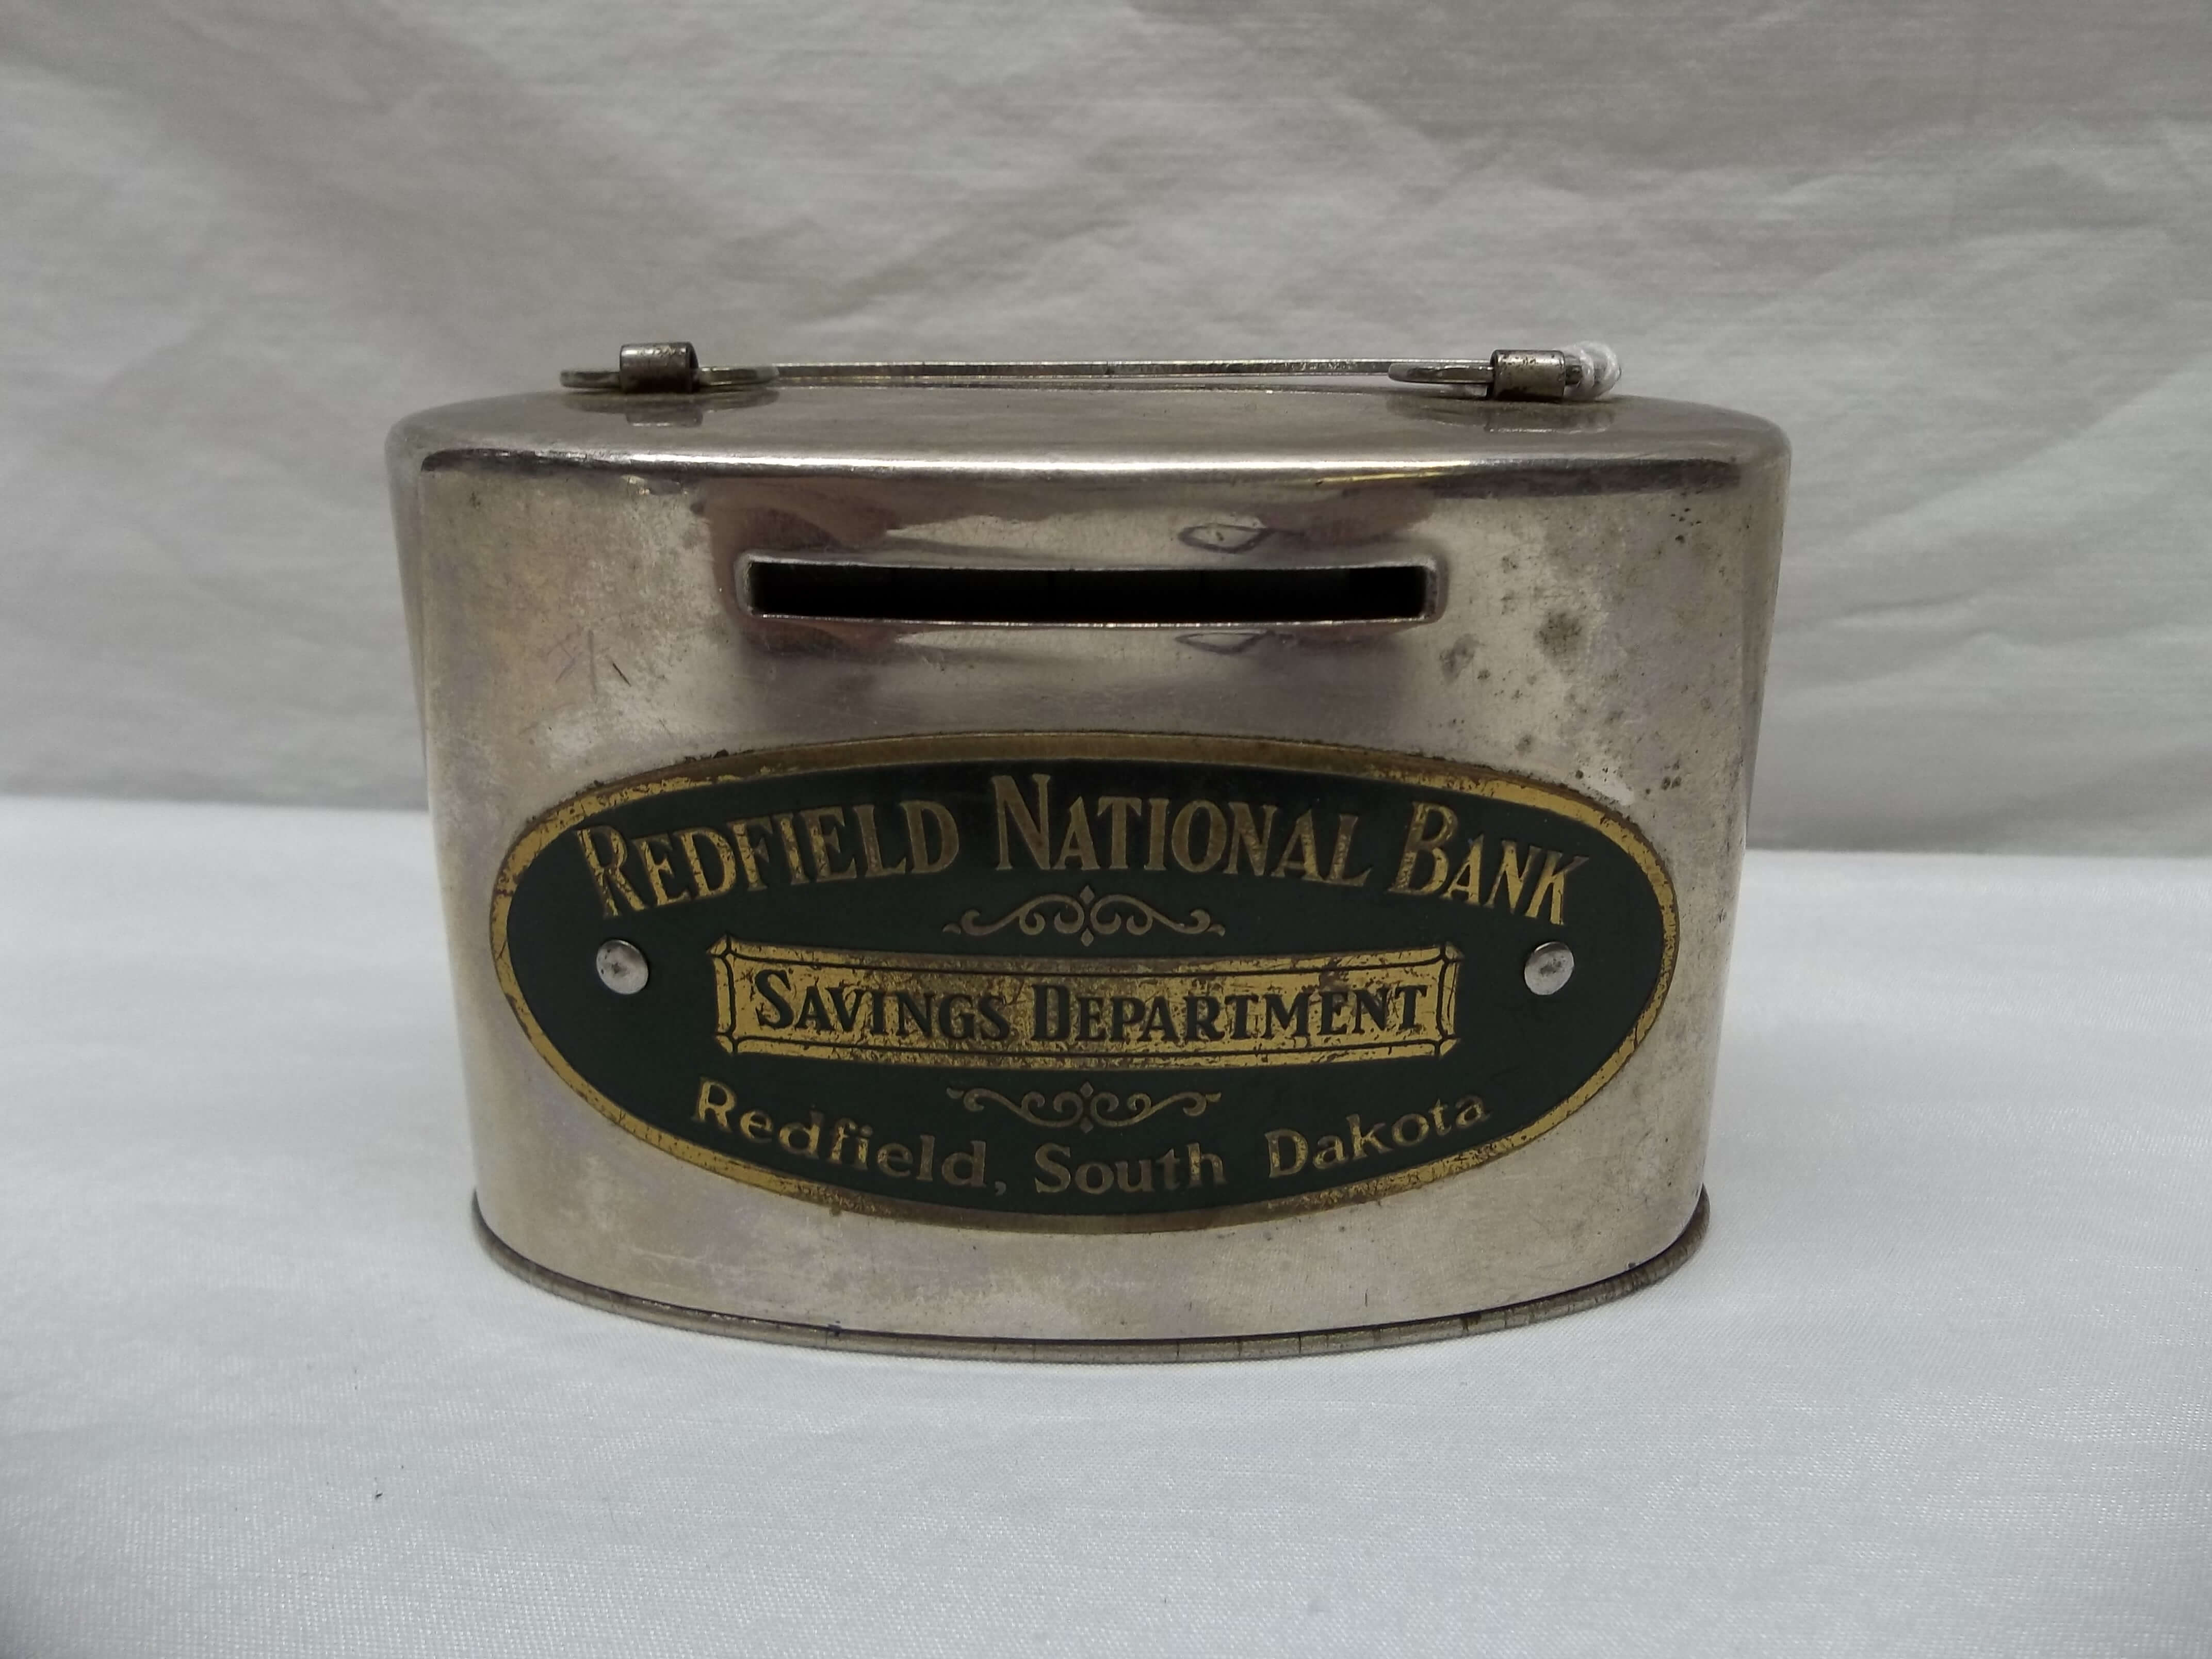 REDFIELD NATIONAL BANK
SAVINGS DEPARTMENT
Redfield, South Dakota